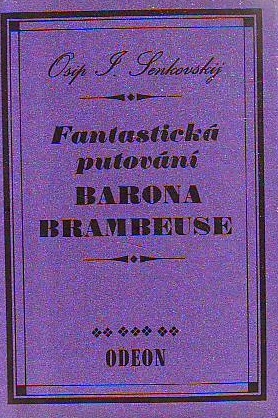 Osip I. Senkovskij
Fantastická
putování
BARONA
BRAMBEUSE
ODEON